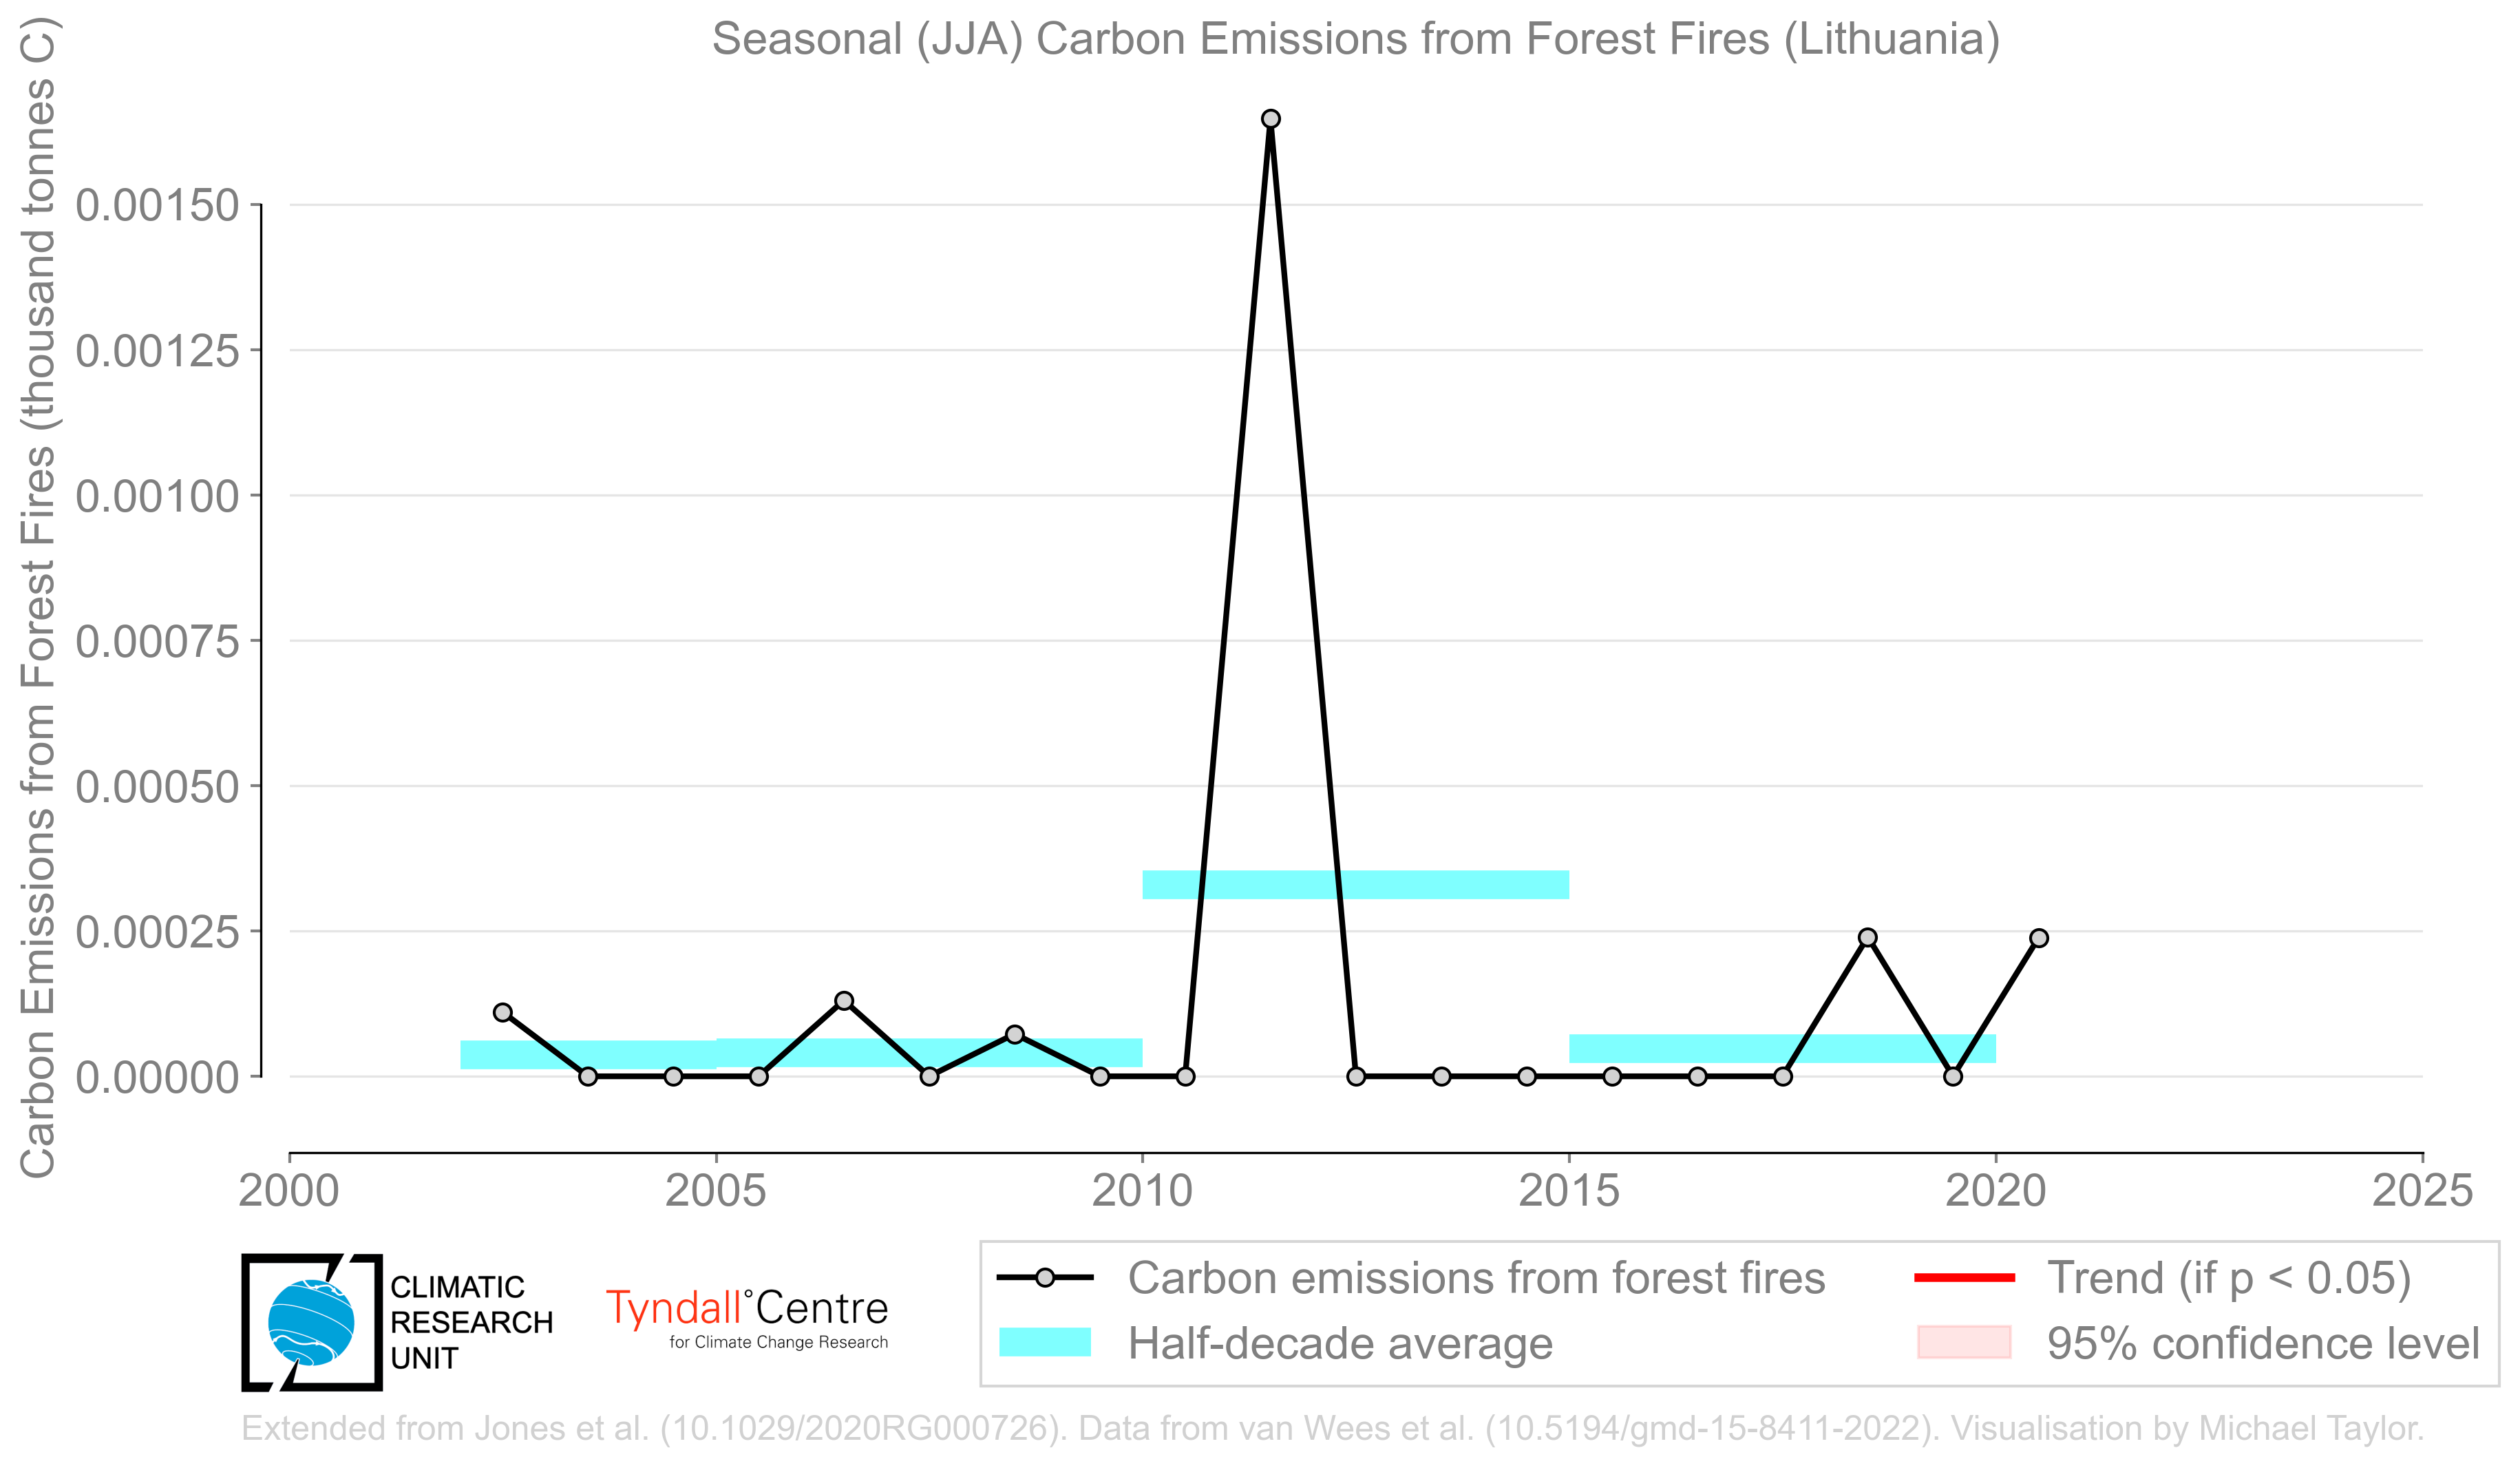 Seasonal (JJA) Carbon Emissions from Forest Fires (Lithuania)
Carbon Emissions from Forest Fires (thousand tonnes C)
0.00150
0.00125
0.00100
0.00075
0.00050
0.00025
0.00000
2000
2005
2010
2015
2020
2025
CLIMATIC
RESEARCH
UNIT
Tyndall°Centre
for Climate Change Research
Carbon emissions from forest fires
Half-decade average
Trend (if p < 0.05)
95% confidence level
Extended from Jones et al. (10.1029/2020RG000726). Data from van Wees et al. (10.5194/gmd-15-8411-2022). Visualisation by Michael Taylor.